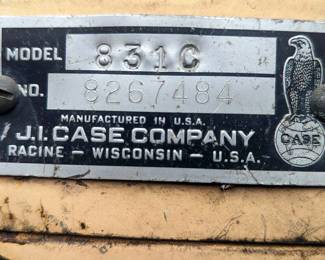 MODEL 831C
NO. 8267484
MANUFACTURED IN U.S.A.
J.I. CASE COMPANY
RACINE – WISCONSIN – U.S.A.
CASE